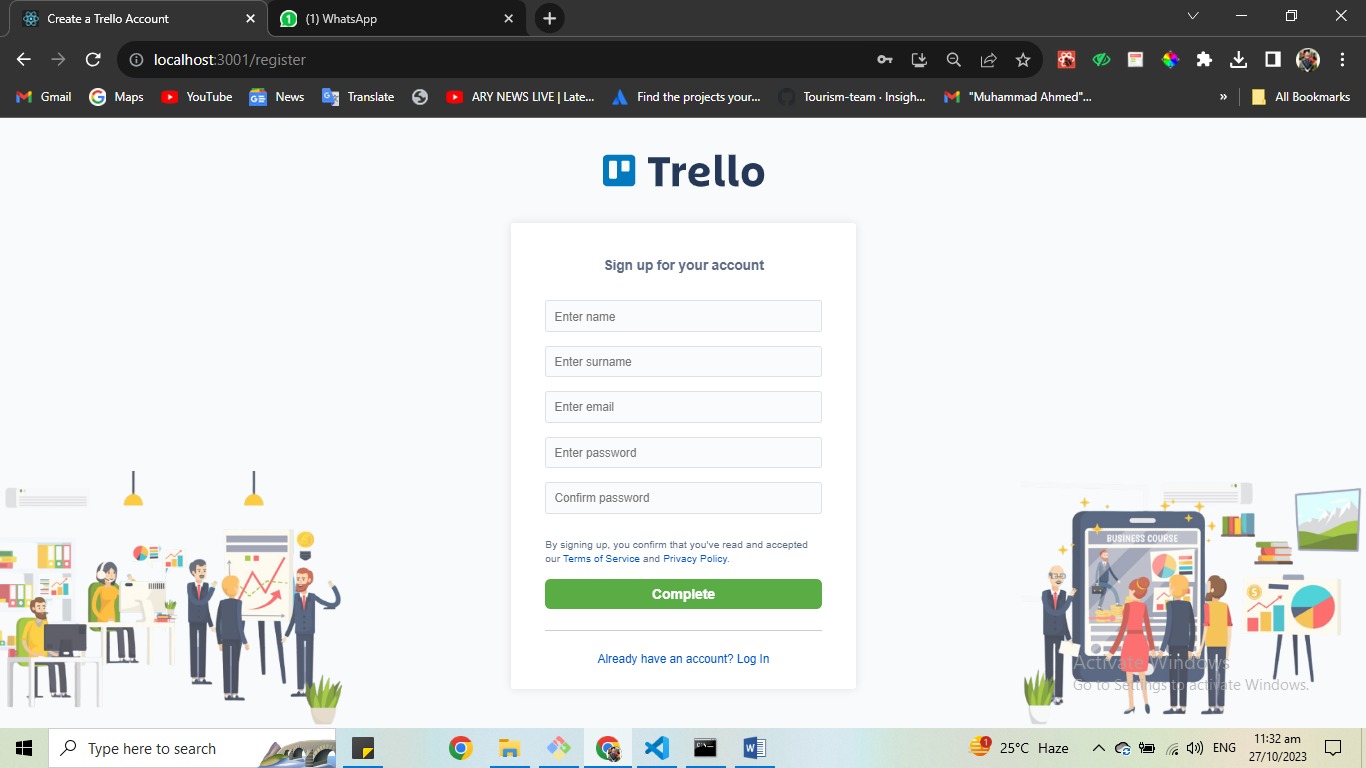 Create a Trello Account
(1) WhatsApp
localhost:3001/register
Gmail
Maps
YouTube
News
Translate
ARY NEWS LIVE | Late...
Find the projects your...
Tourism-team · Insigh...
"Muhammad Ahmed"...
»
All Bookmarks
Trello
Sign up for your account
Enter name
Enter surname
Enter email
Enter password
Confirm password
By signing up, you confirm that you've read and accepted
our Terms of Service and Privacy Policy.
Complete
Already have an account? Log In
BUSINESS COURSE
Activate Windows
Go to Settings to activate Windows.
Type here to search
1
25°C Haze
ENG
11:32 am
27/10/2023